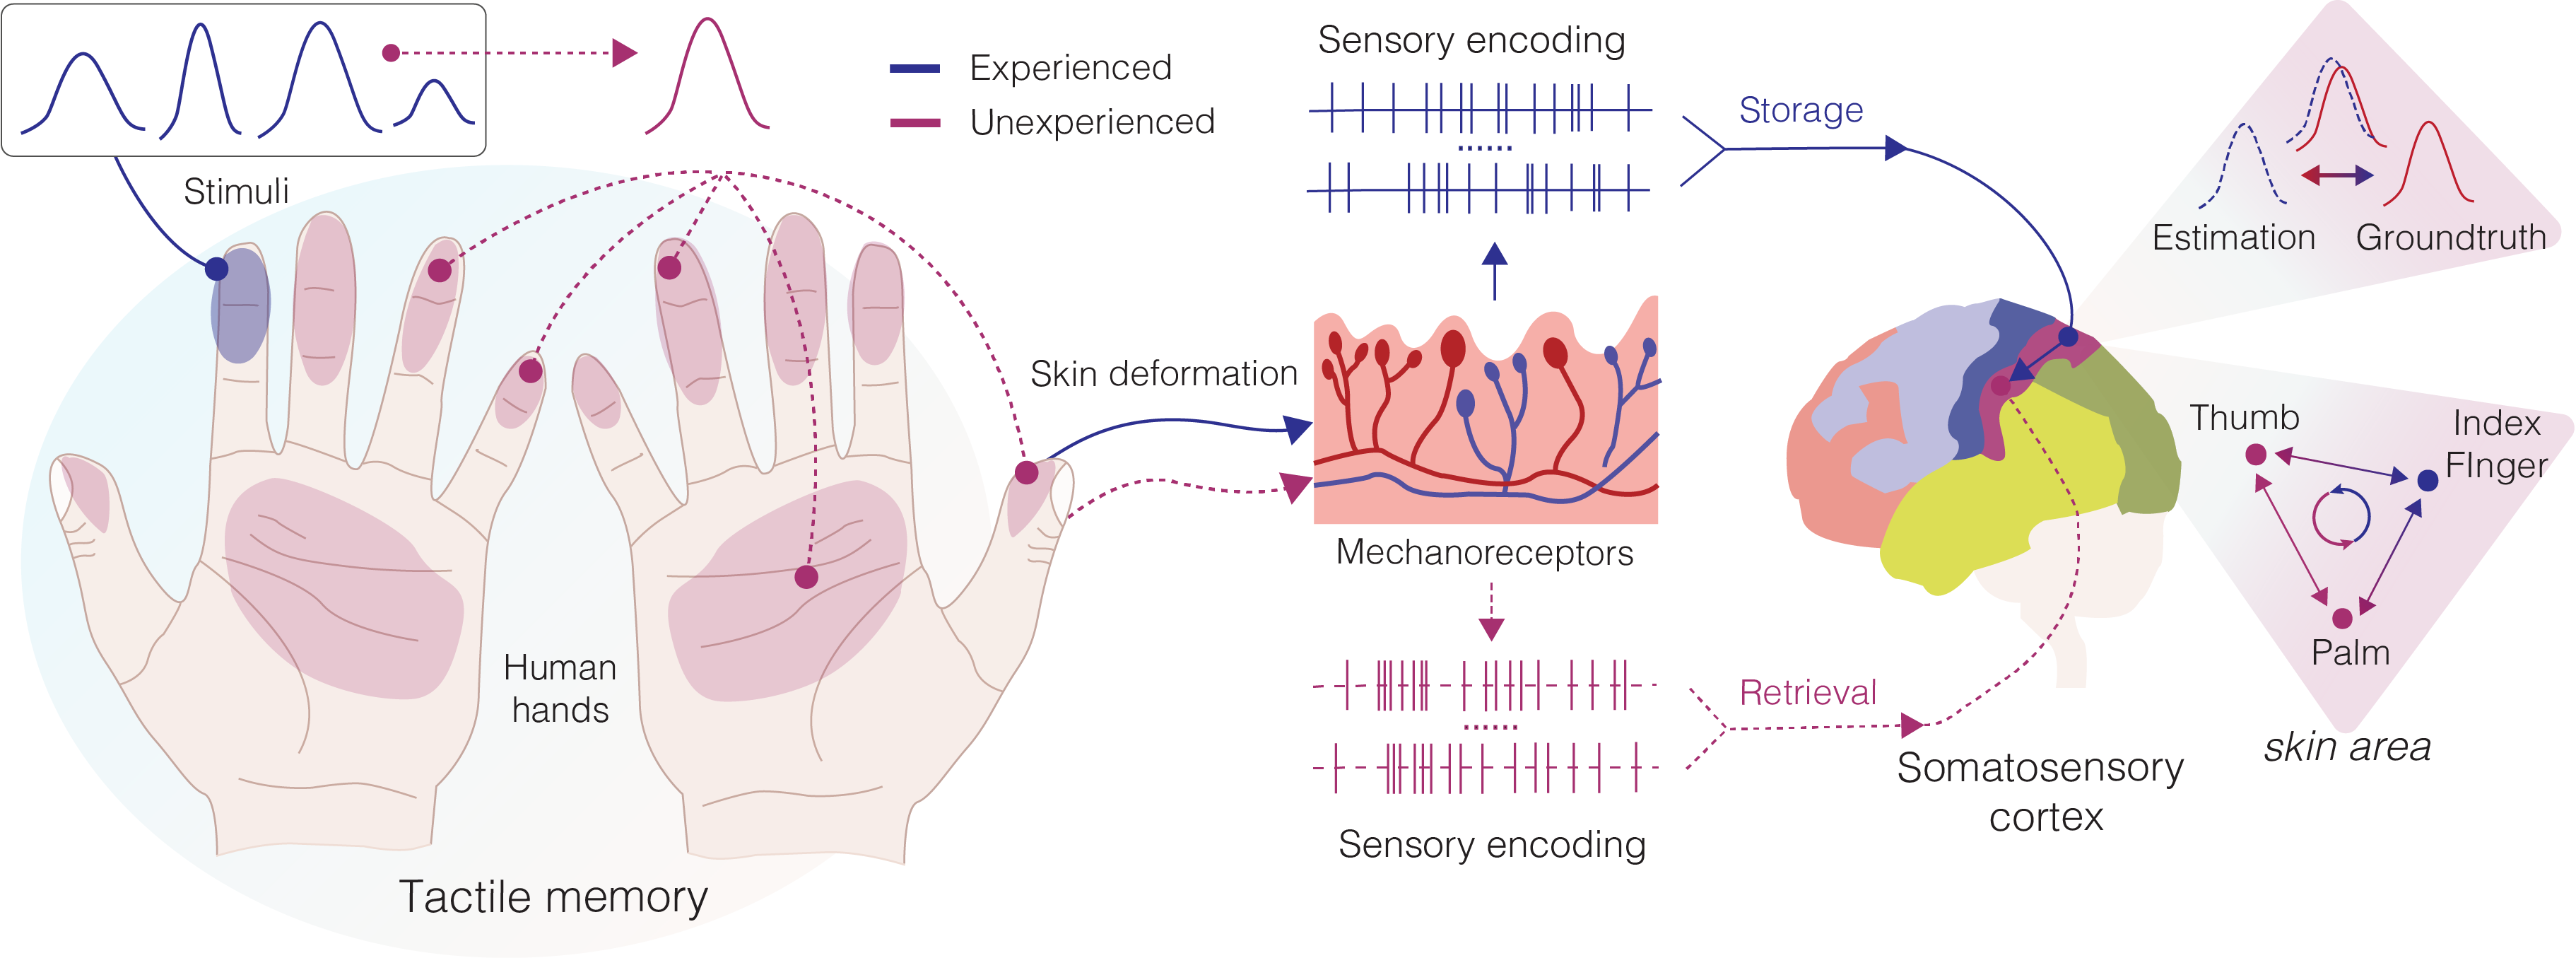 Stimuli
Experienced
Unexperienced
Human
hands
Tactile memory
Skin deformation
Sensory encoding
Mechanoreceptors
Sensory encoding
Storage
Retrieval
Somatosensory
cortex
Estimation
Groundtruth
Thumb
Index
FInger
Palm
skin area